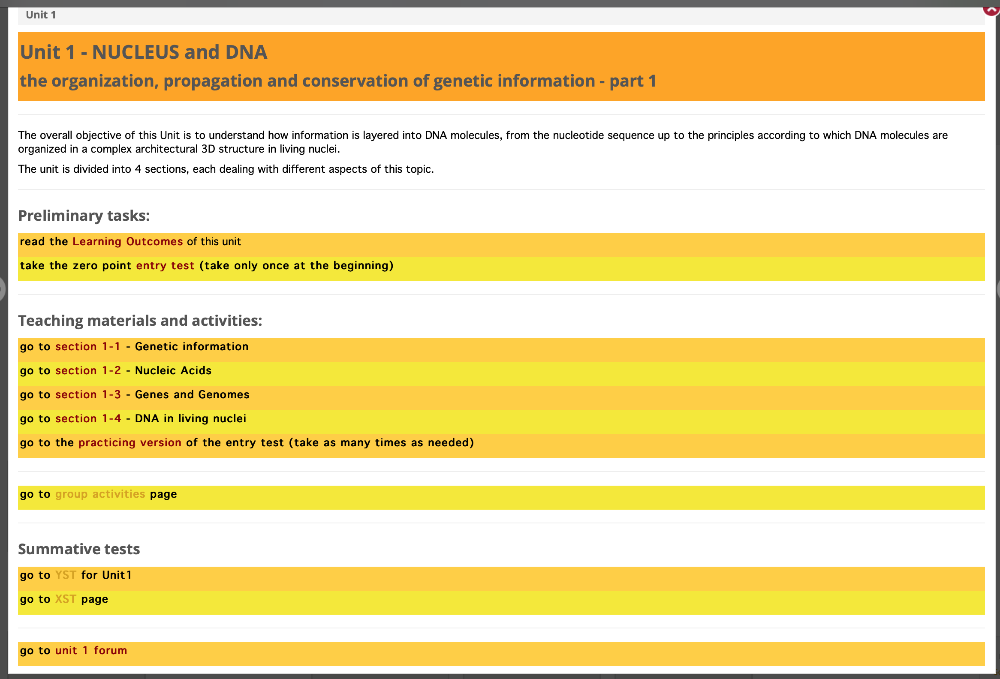 Unit 1
Unit 1 - NUCLEUS and DNA
the organization, propagation and conservation of genetic information - part 1
The overall objective of this Unit is to understand how information is layered into DNA molecules, from the nucleotide sequence up to the principles according to which DNA molecules are
organized in a complex architectural 3D structure in living nuclei.
The unit is divided into 4 sections, each dealing with different aspects of this topic.
Preliminary tasks:
read the Learning Outcomes of this unit
take the zero point entry test (take only once at the beginning)
Teaching materials and activities:
go to section 1-1 - Genetic information
go to section 1-2 - Nucleic Acids
go to section 1-3 - Genes and Genomes
go to section 1-4 - DNA in living nuclei
go to the practicing version of the entry test (take as many times as needed)
go to group activities page
Summative tests
go to YST for Unit1
go to XST page
go to unit 1 forum